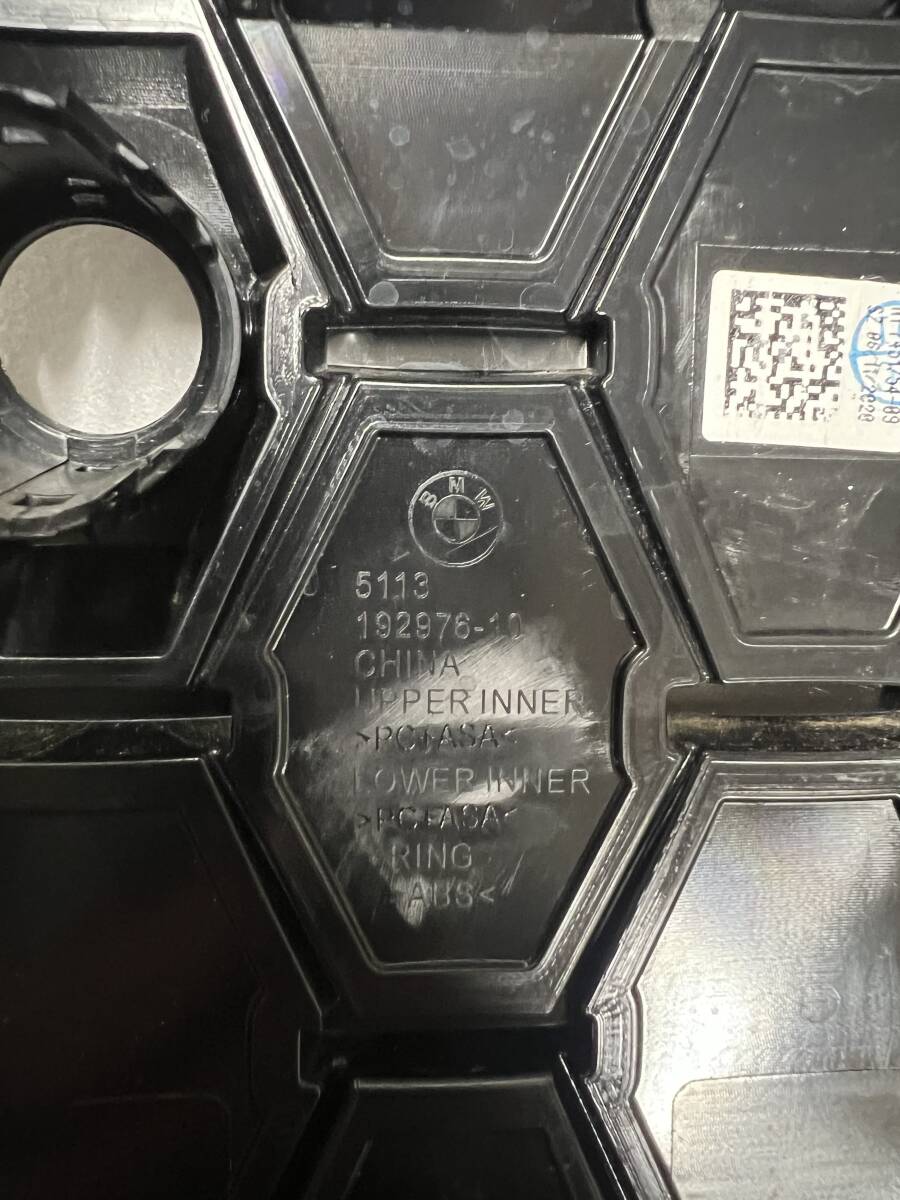 BMW
5113
192976-10
CHINA
UPPER INNER
>PC+ASA<
LOWER INNER
>PC+ASA<
RING
>ABS<